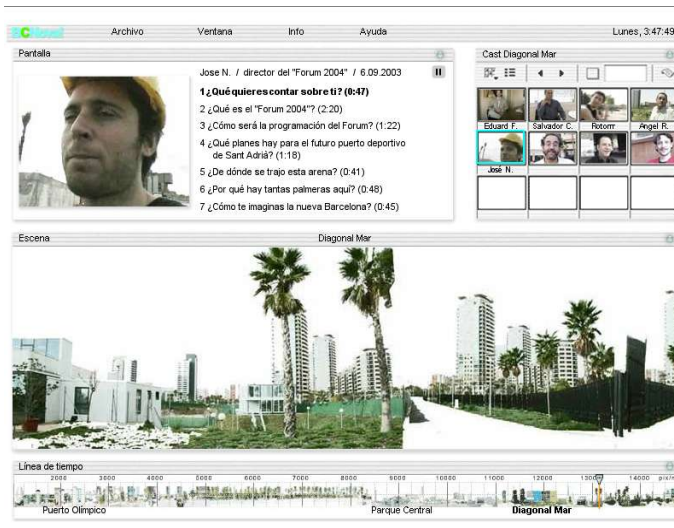 BCNova!
Archivo Ventana Info Ayuda Lunes, 3:47:49
Pantalla
Jose N. / director del "Forum 2004" / 6.09.2003
1 ¿Qué quieres contar sobre ti? (0:47)
2 ¿Qué es el "Forum 2004"? (2:20)
3 ¿Cómo será la programación del Forum? (1:22)
4 ¿Qué planes hay para el futuro puerto deportivo
de Sant Adrià? (1:18)
5 ¿De dónde se trajo esta arena? (0:41)
6 ¿Por qué hay tantas palmeras aquí? (0:48)
7 ¿Cómo te imaginas la nueva Barcelona? (0:45)
Cast Diagonal Mar
Eduard F. Salvador C. Rotorrr Angel R.
José N.
Escena Diagonal Mar
Línea de tiempo
2000 3000 4000 5000 6000 7000 8000 9000 10000 11000 12000 13000 14000
Puerto Olímpico Parque Central Diagonal Mar